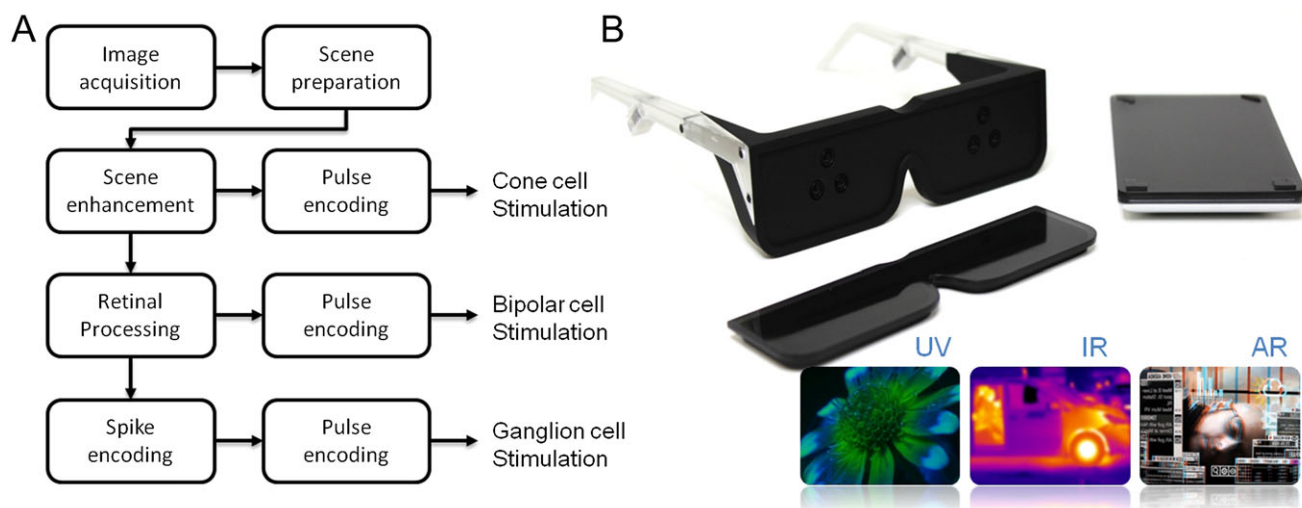 A
Image
acquisition
Scene
preparation
Scene
enhancement
Pulse
encoding
Cone cell
Stimulation
Retinal
Processing
Pulse
encoding
Bipolar cell
Stimulation
Spike
encoding
Pulse
encoding
Ganglion cell
Stimulation
B
UV
IR
AR